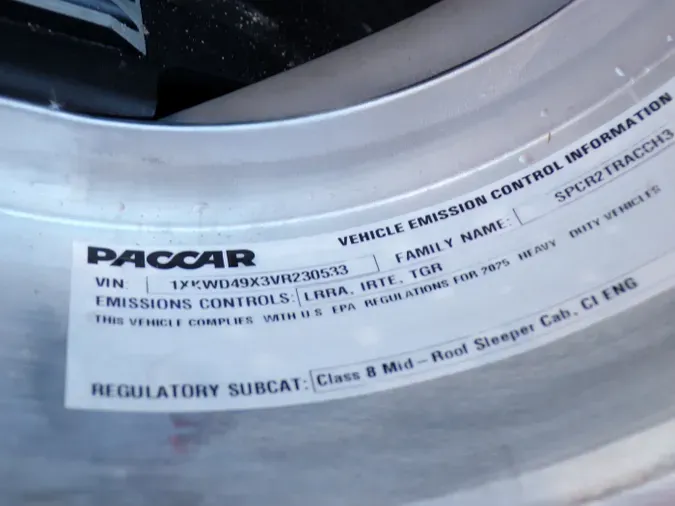 VEHICLE EMISSION CONTROL INFORMATION
PACCAR
VIN: 1XKWD49X3VR230533 FAMILY NAME: SPCR2TRACCH3
EMISSIONS CONTROLS: LRRA, IRTE, TGR
THIS VEHICLE COMPLIES WITH U.S EPA REGULATIONS FOR 2025 HEAVY DUTY VEHICLES
REGULATORY SUBCAT: Class 8 Mid-Roof Sleeper Cab, CI ENG